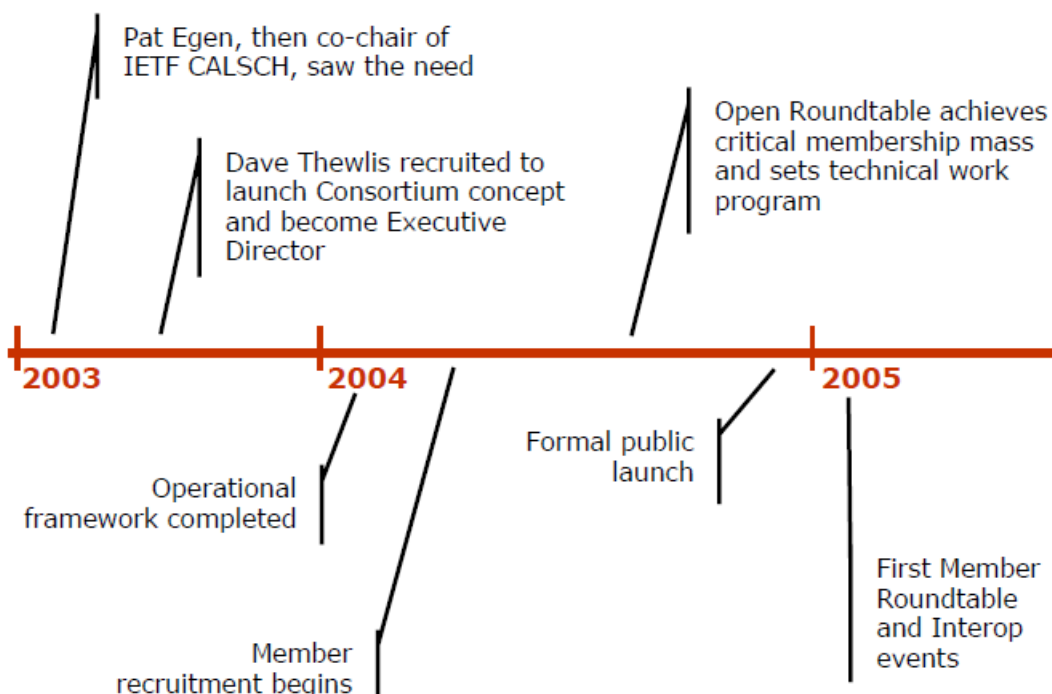 Pat Egen, then co-chair of
IETF CALSCH, saw the need
Dave Thewlis recruited to
launch Consortium concept
and become Executive
Director
Open Roundtable achieves
critical membership mass
and sets technical work
program
2003
2004
2005
Operational
framework completed
Member
recruitment begins
Formal public
launch
First Member
Roundtable
and Interop
events